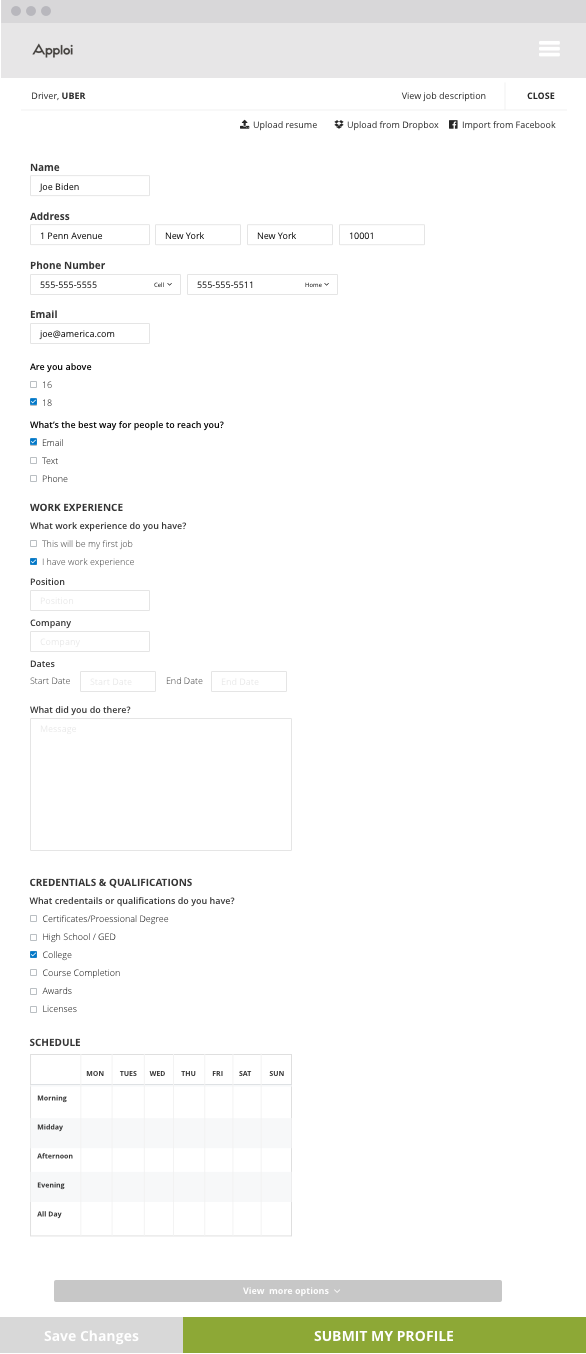 Apploi
Driver, UBER View job description CLOSE
Upload resume Upload from Dropbox Import from Facebook
Name
Joe Biden
Address
1 Penn Avenue New York New York 10001
Phone Number
555-555-5555 Cell 555-555-5511 Home
Email
joe@america.com
Are you above
16
18
What's the best way for people to reach you?
Email
Text
Phone
WORK EXPERIENCE
What work experience do you have?
This will be my first job
I have work experience
Position
Position
Company
Company
Dates
Start Date Start Date End Date End Date
What did you do there?
Message
CREDENTIALS & QUALIFICATIONS
What credentails or qualifications do you have?
Certificates/Proessional Degree
High School / GED
College
Course Completion
Awards
Licenses
SCHEDULE
MON TUES WED THU FRI SAT SUN
Morning
Midday
Afternoon
Evening
All Day
View more options
Save Changes SUBMIT MY PROFILE